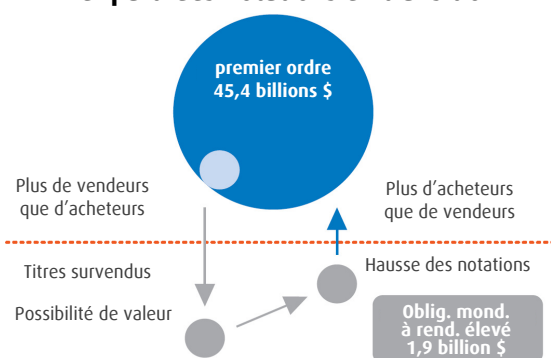 premier ordre
45,4 billions $
Plus de vendeurs
que d'acheteurs
Plus d'acheteurs
que de vendeurs
Titres survendus
Hausse des notations
Possibilité de valeur
Oblig. mond.
à rend. élevé
1,9 billion $